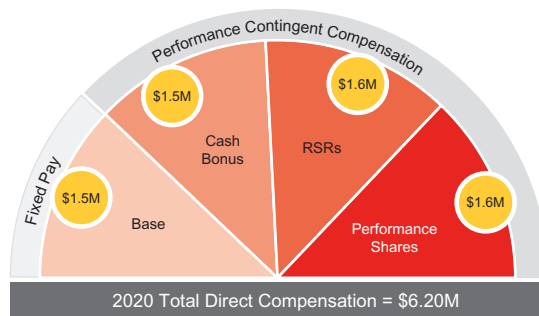 Performance Contingent Compensation
$1.5M
$1.6M
Cash
Bonus
RSRs
Fixed Pay
$1.5M
$1.6M
Base
Performance
Shares
2020 Total Direct Compensation = $6.20M